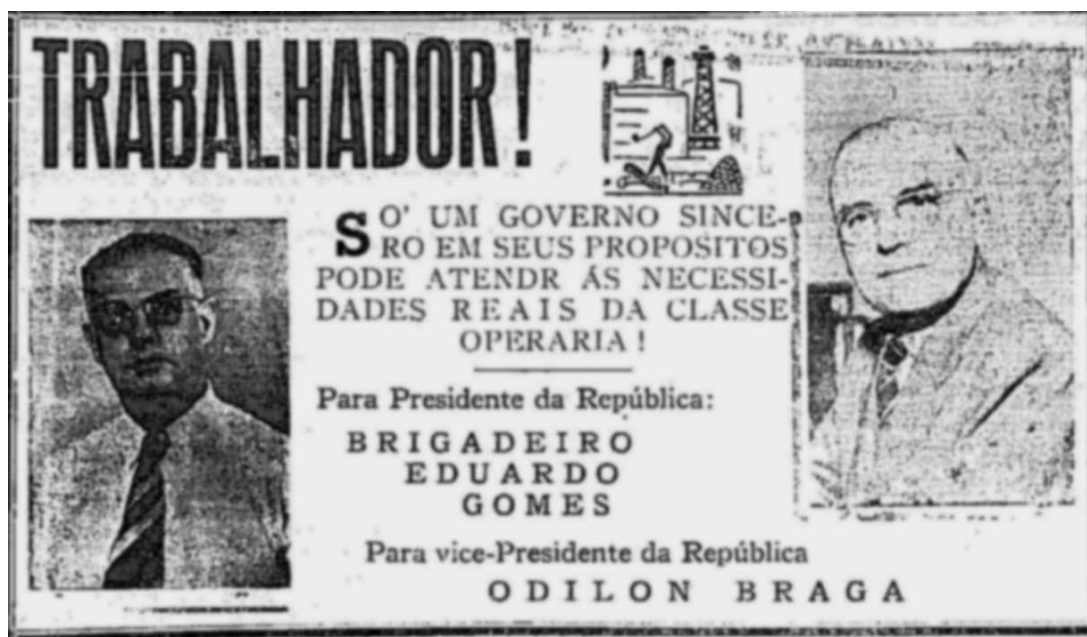 TRABALHADOR!
SO' UM GOVERNO SINCE-
RO EM SEUS PROPOSITOS
PODE ATENDR ÁS NECESSI-
DADES REAIS DA CLASSE
OPERARIA!
Para Presidente da República:
BRIGADEIRO
EDUARDO
GOMES
Para vice-Presidente da República
ODILON BRAGA